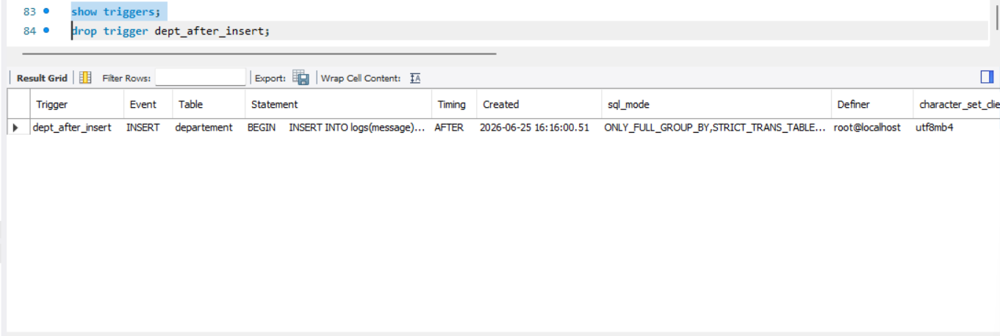 83 show triggers;
84 drop trigger dept_after_insert;
Result Grid Filter Rows: Export: Wrap Cell Content: IA
Trigger Event Table Statement Timing Created sql_mode Definer character_set_clie
dept_after_insert INSERT departement BEGIN INSERT INTO logs(message)... AFTER 2026-06-25 16:16:00.51 ONLY_FULL_GROUP_BY,STRICT_TRANS_TABLE... root@localhost utf8mb4